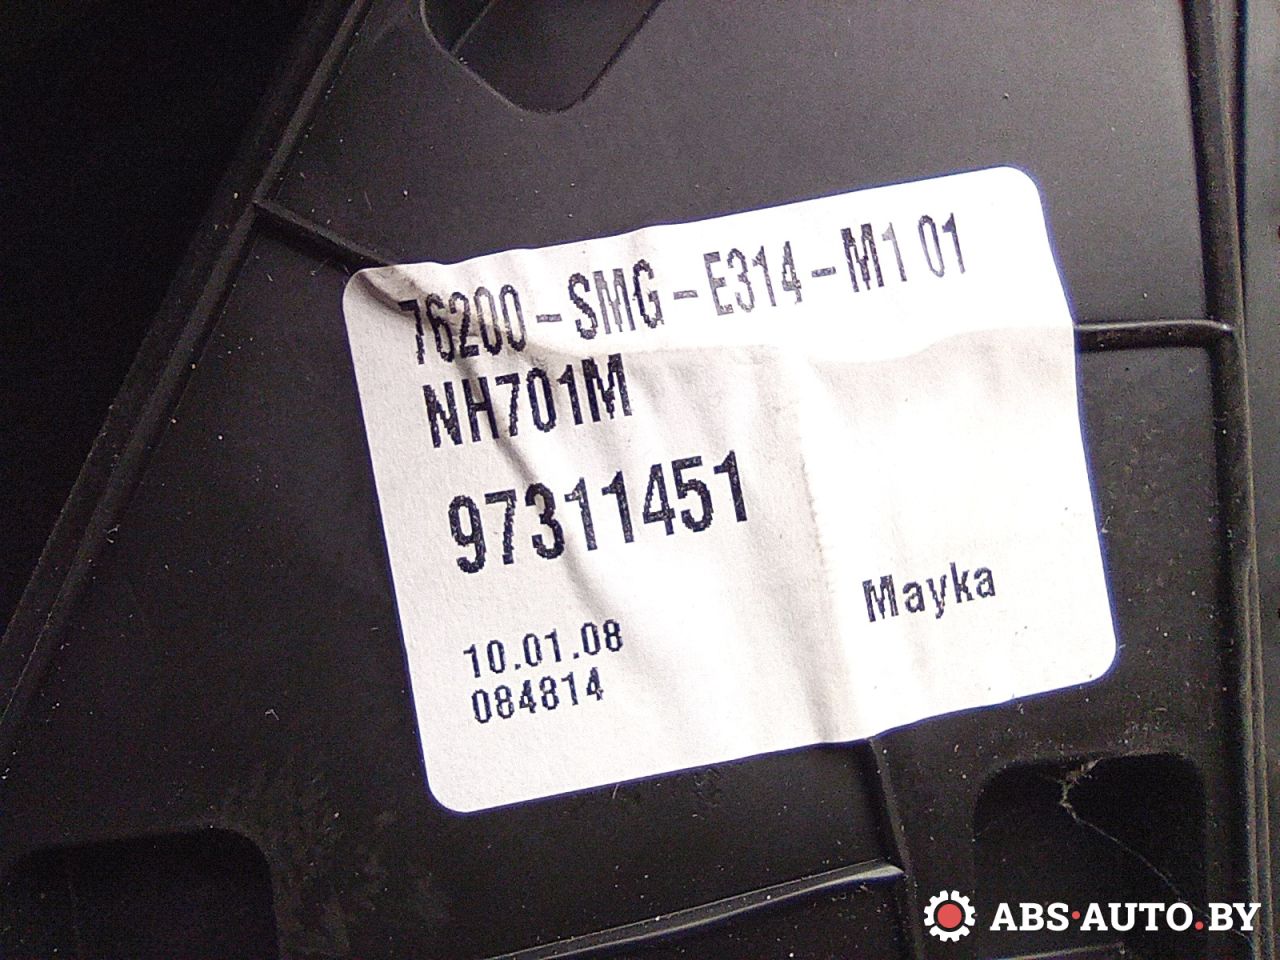 76200-SMG-E314-M1 01
NH701M
97311451
Mayka
10.01.08
084814
ABS·AUTO.BY